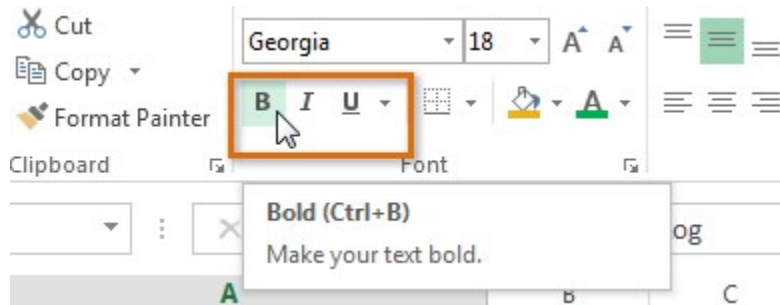 Cut
Georgia 18 A A
Copy
B I U A
Format Painter
Clipboard Font
Bold (Ctrl+B)
Make your text bold.
og
A B C